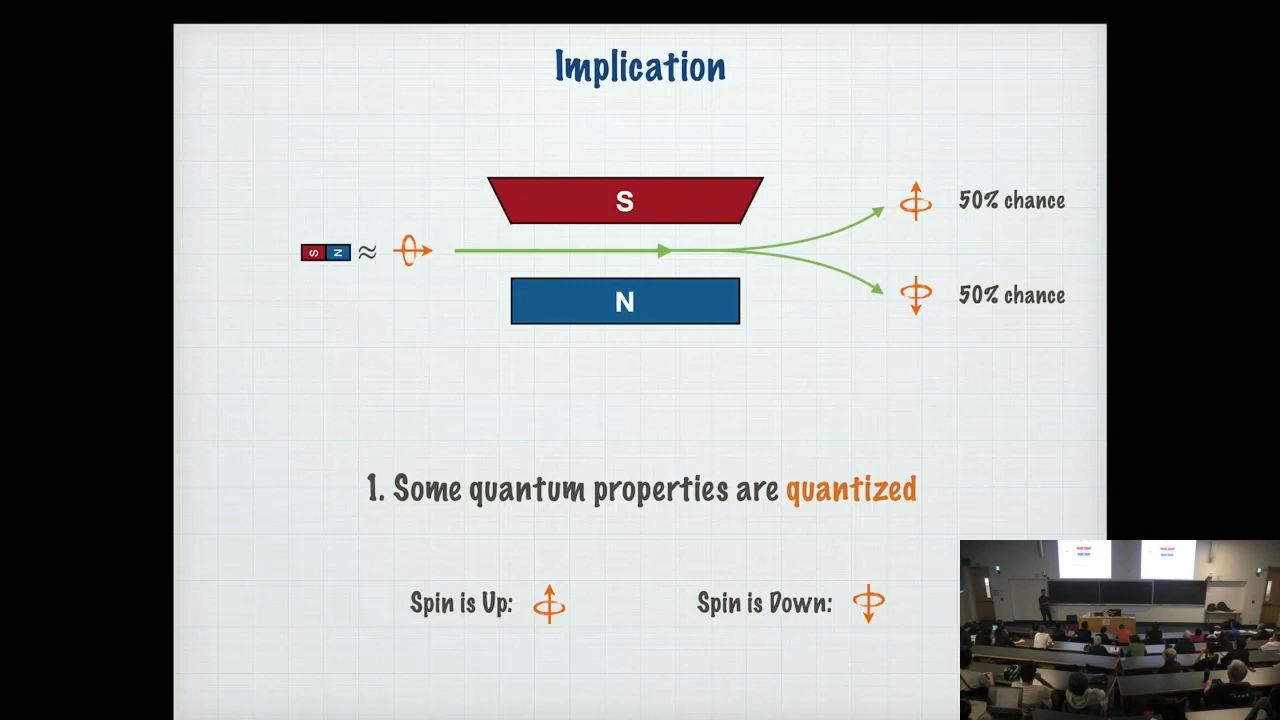 Implication
S
S N ≈
50% chance
N
50% chance
1. Some quantum properties are quantized
Spin is Up:
Spin is Down: